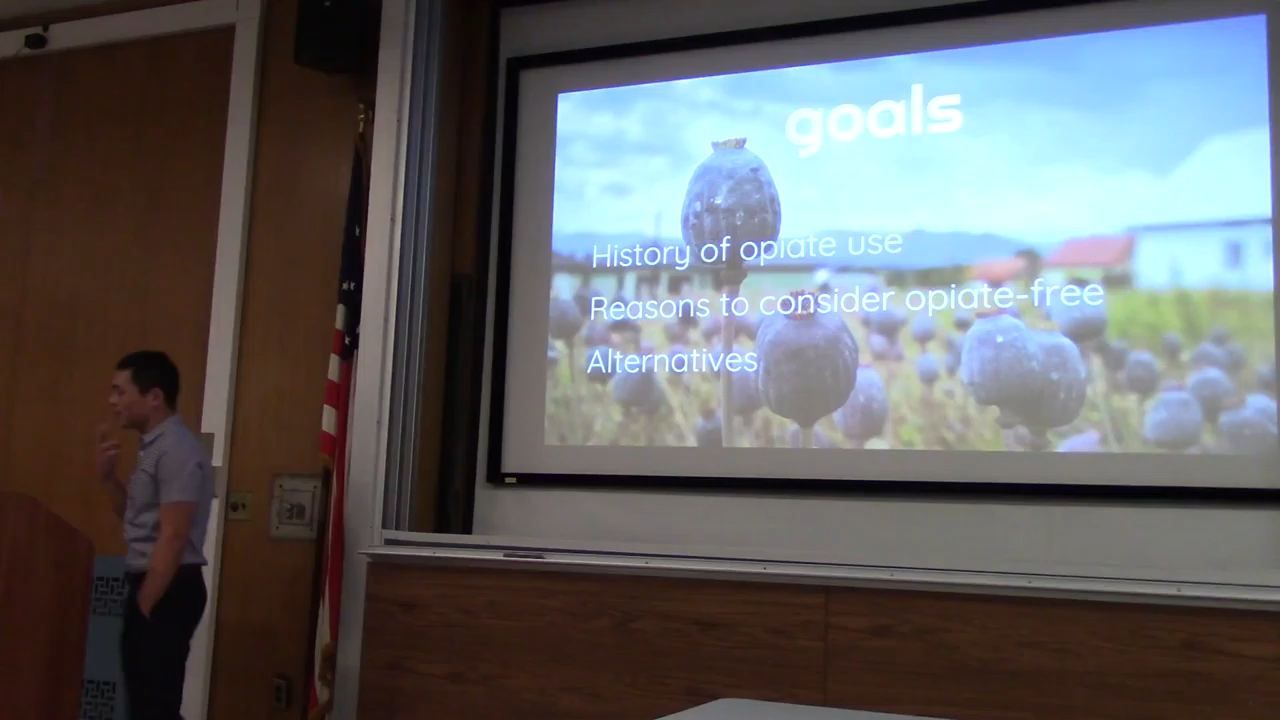 goals
History of opiate use
Reasons to consider opiate-free
Alternatives